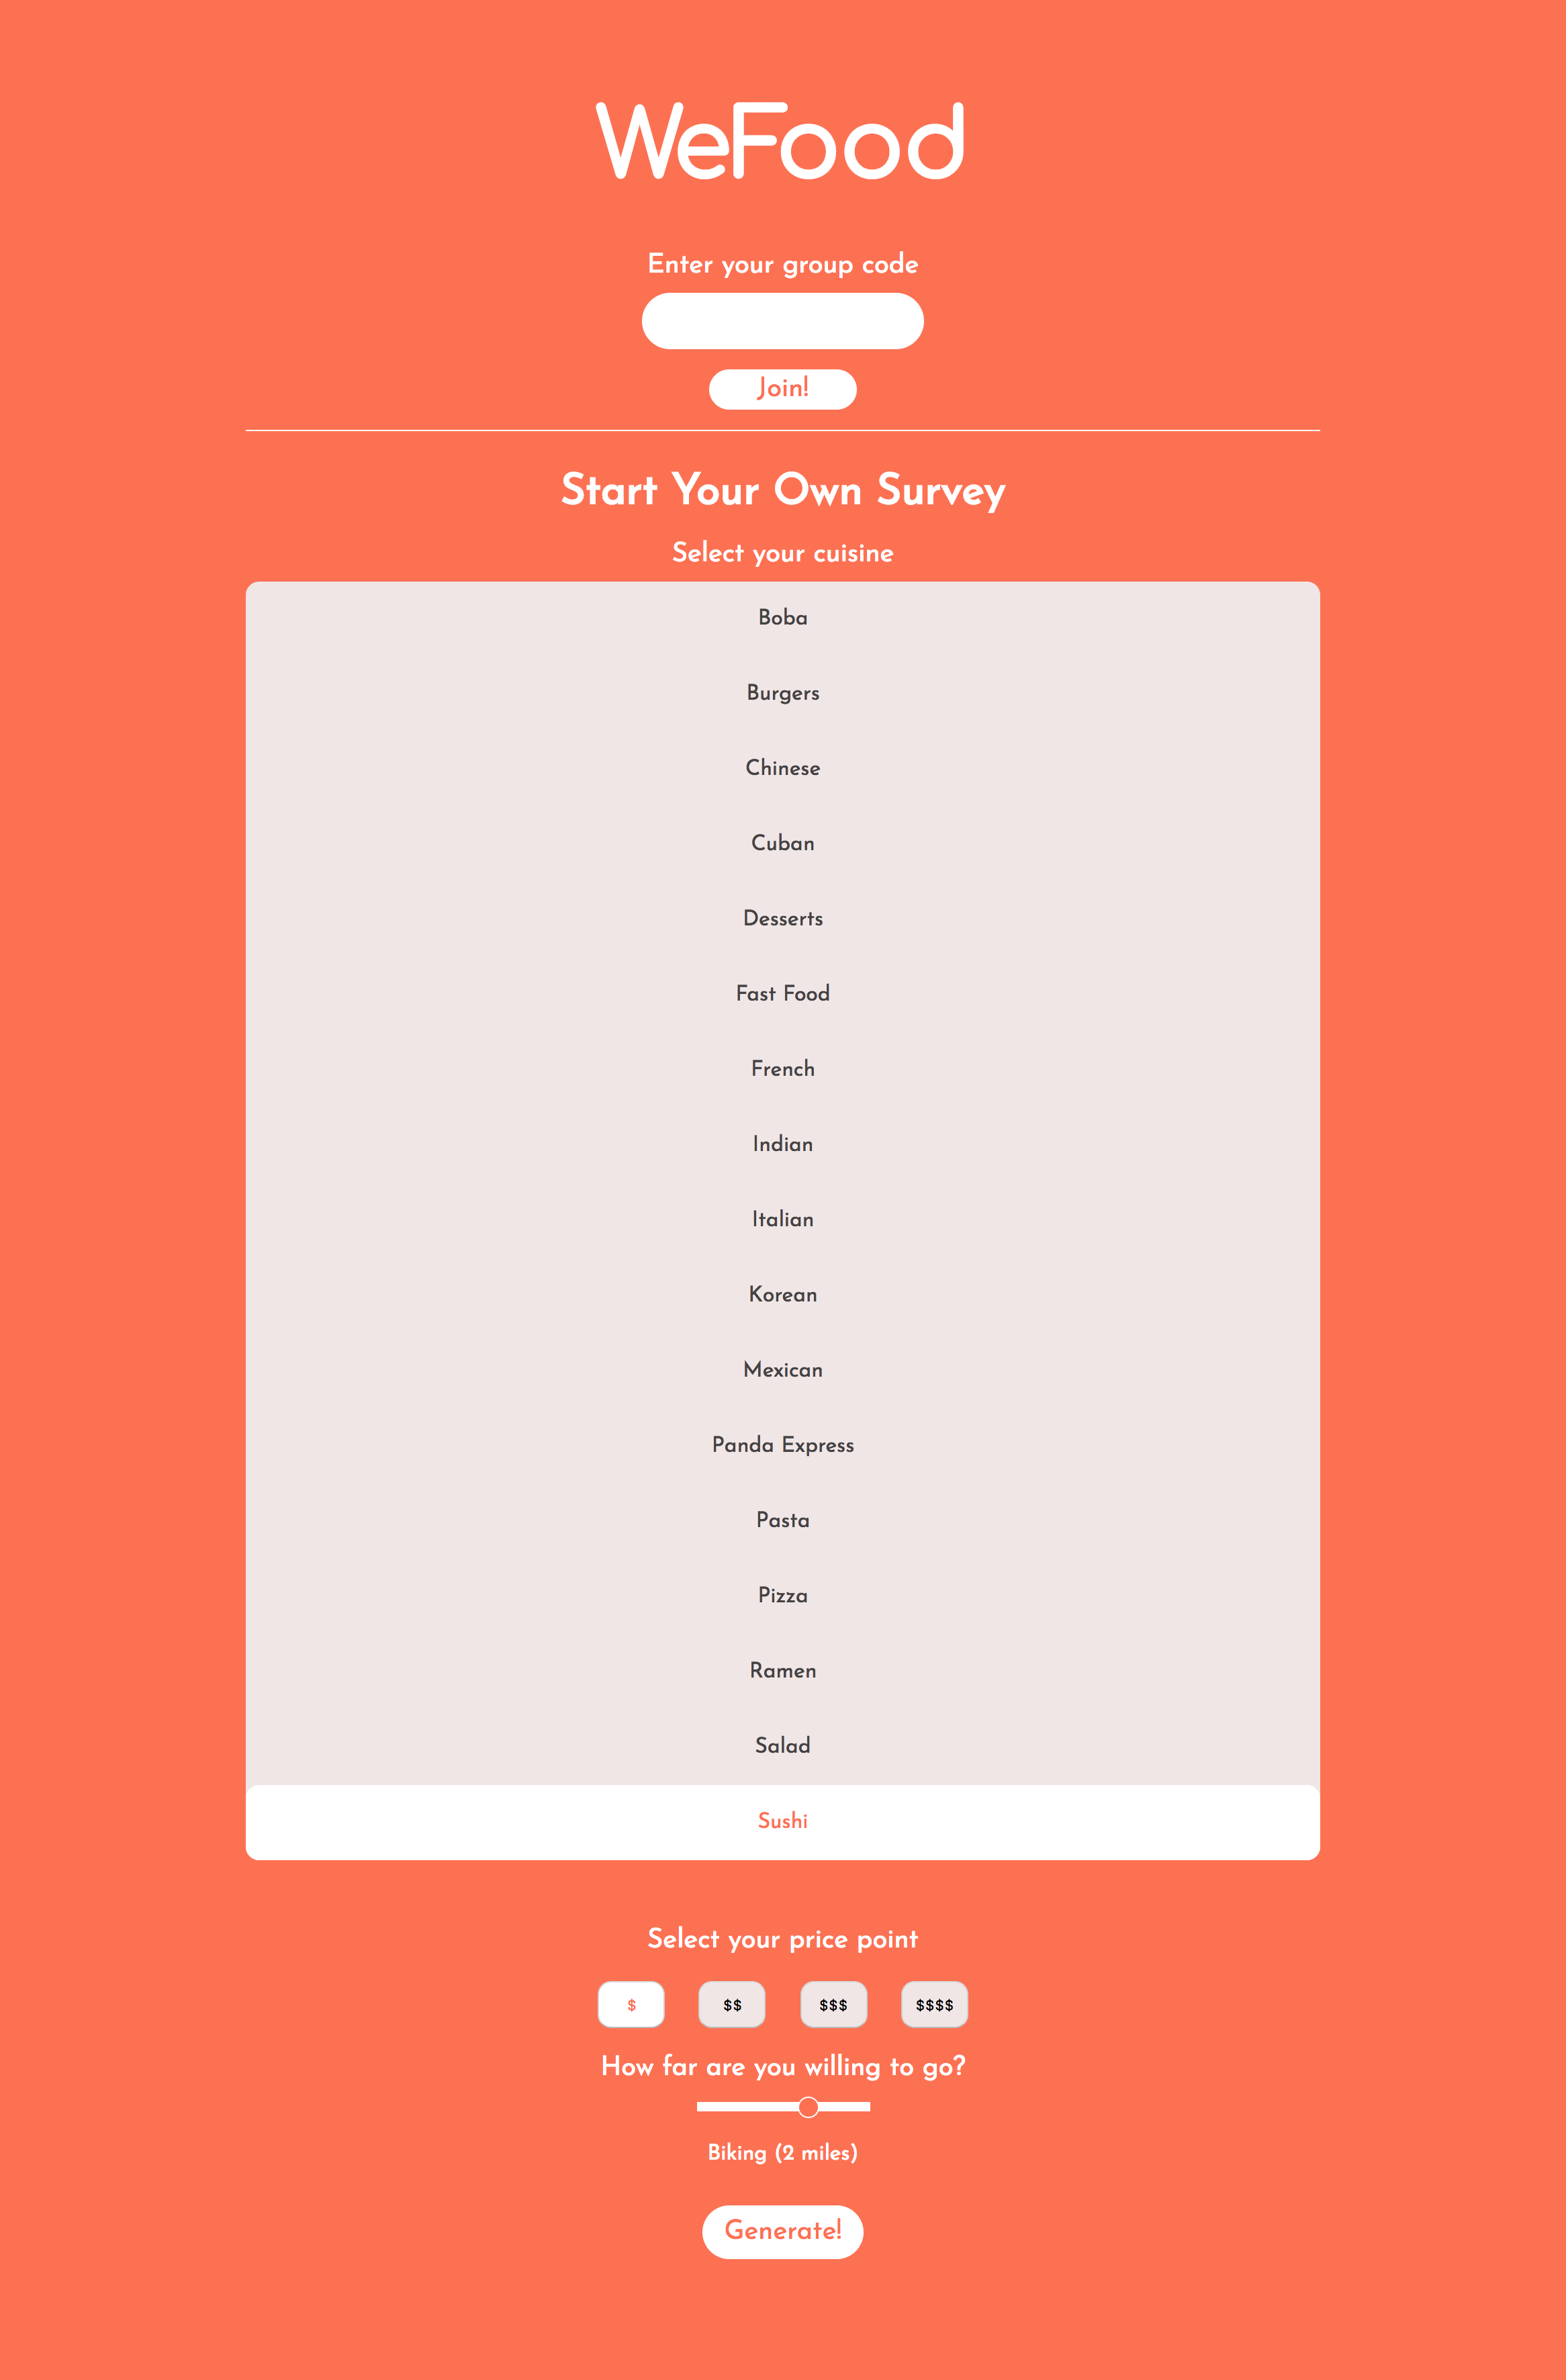 WeFood
Enter your group code
Join!
Start Your Own Survey
Select your cuisine
Boba
Burgers
Chinese
Cuban
Desserts
Fast Food
French
Indian
Italian
Korean
Mexican
Panda Express
Pasta
Pizza
Ramen
Salad
Sushi
Select your price point
$ $$ $$$ $$$$
How far are you willing to go?
Biking (2 miles)
Generate!